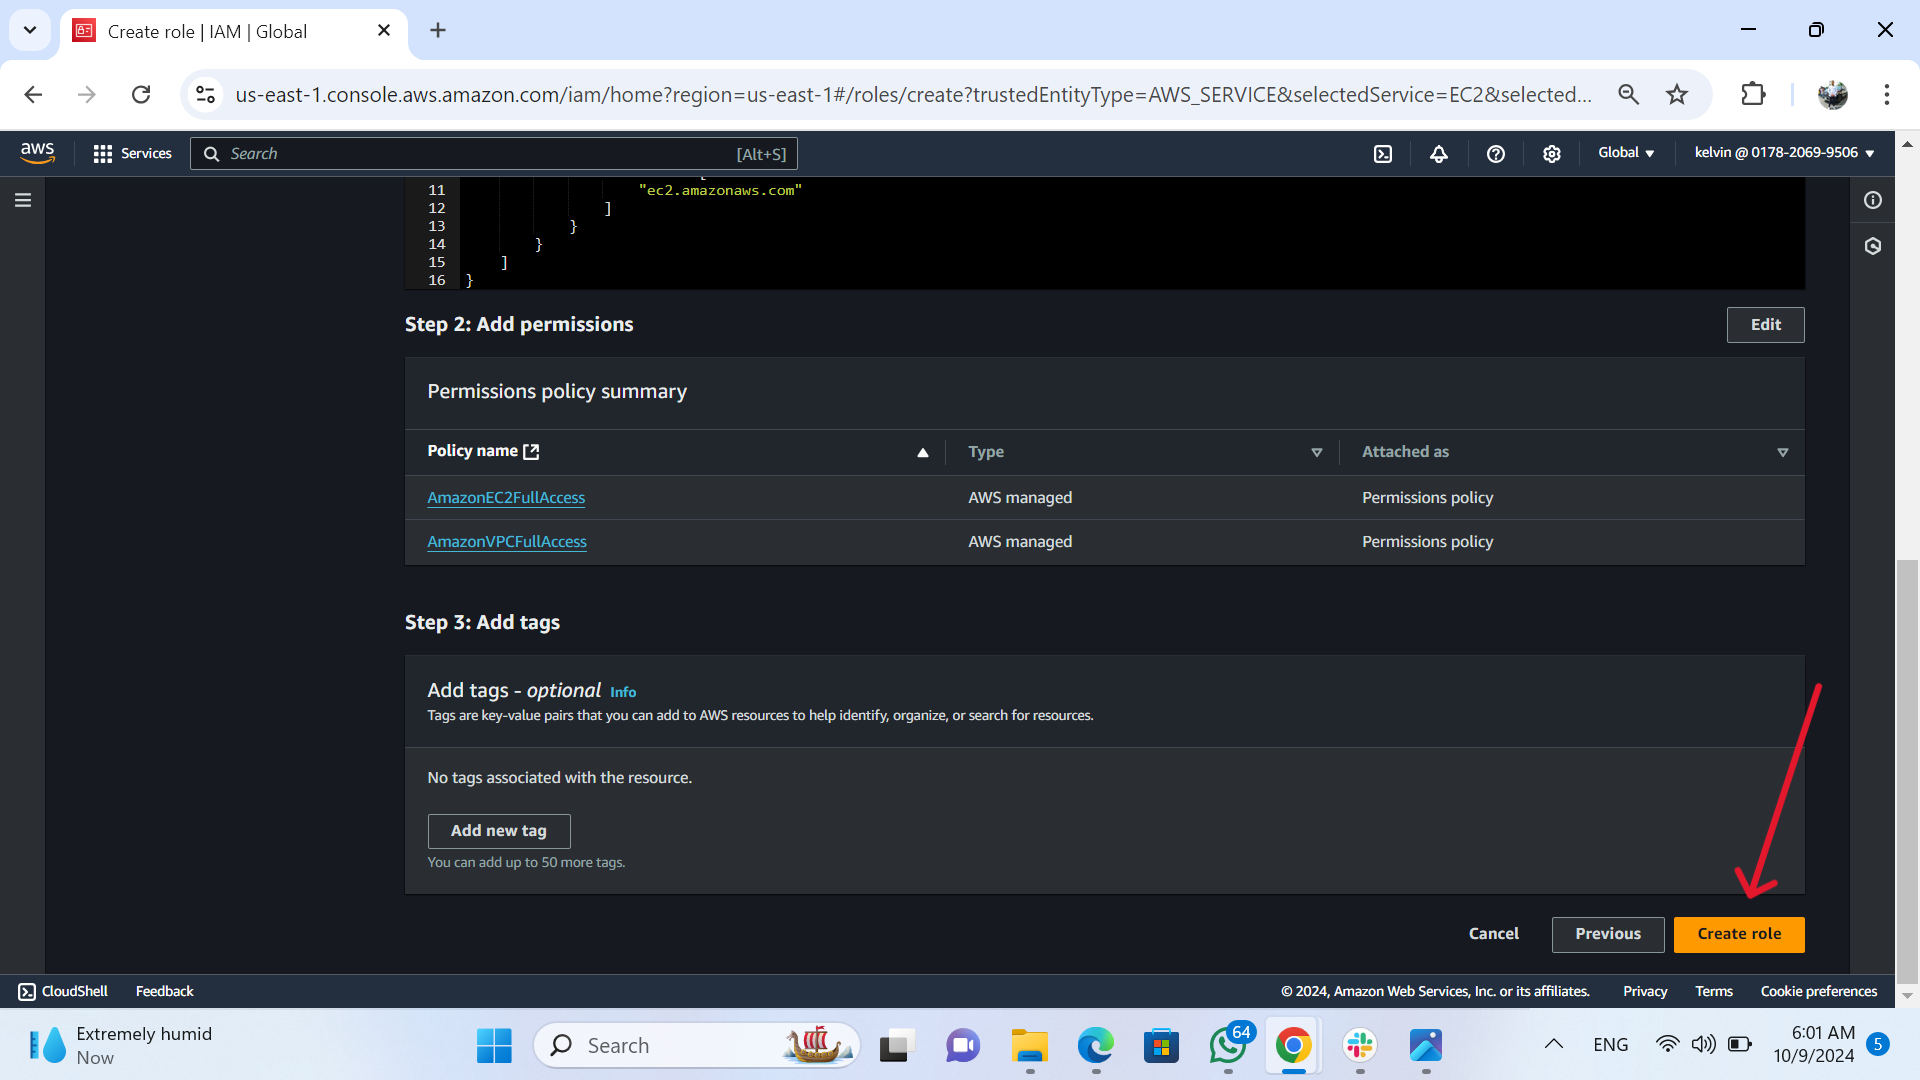 Create role | IAM | Global
us-east-1.console.aws.amazon.com/iam/home?region=us-east-1#/roles/create?trustedEntityType=AWS_SERVICE&selectedService=EC2&selected...
aws Services Search [Alt+S] Global kelvin @ 0178-2069-9506
11 "ec2.amazonaws.com"
12 ]
13 }
14 }
15 ]
16 }
Step 2: Add permissions Edit
Permissions policy summary
Policy name Type Attached as
AmazonEC2FullAccess AWS managed Permissions policy
AmazonVPCFullAccess AWS managed Permissions policy
Step 3: Add tags
Add tags - optional Info
Tags are key-value pairs that you can add to AWS resources to help identify, organize, or search for resources.
No tags associated with the resource.
Add new tag
You can add up to 50 more tags.
Cancel Previous Create role
CloudShell Feedback © 2024, Amazon Web Services, Inc. or its affiliates. Privacy Terms Cookie preferences
Extremely humid
Now
Search
64
ENG
6:01 AM
10/9/2024
5